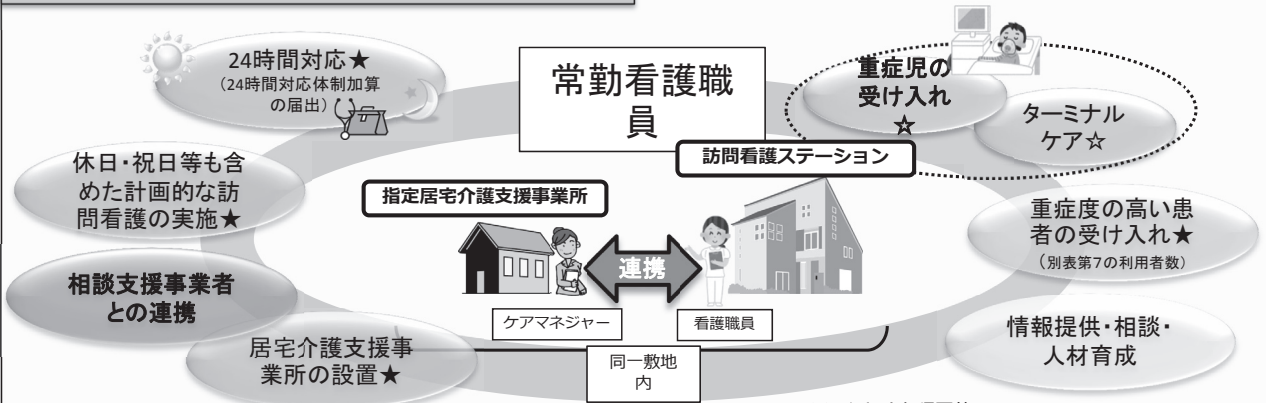 24時間対応★
（24時間対応体制加算
の届出）
常勤看護職
員
重症児の
受け入れ
☆
ターミナル
ケア☆
休日・祝日等も含
めた計画的な訪
問看護の実施★
指定居宅介護支援事業所
訪問看護ステーション
重症度の高い患
者の受け入れ★
（別表第7の利用者数）
連携
相談支援事業者
との連携
ケアマネジャー
看護職員
情報提供・相談・
人材育成
居宅介護支援事
業所の設置★
同一敷地
内